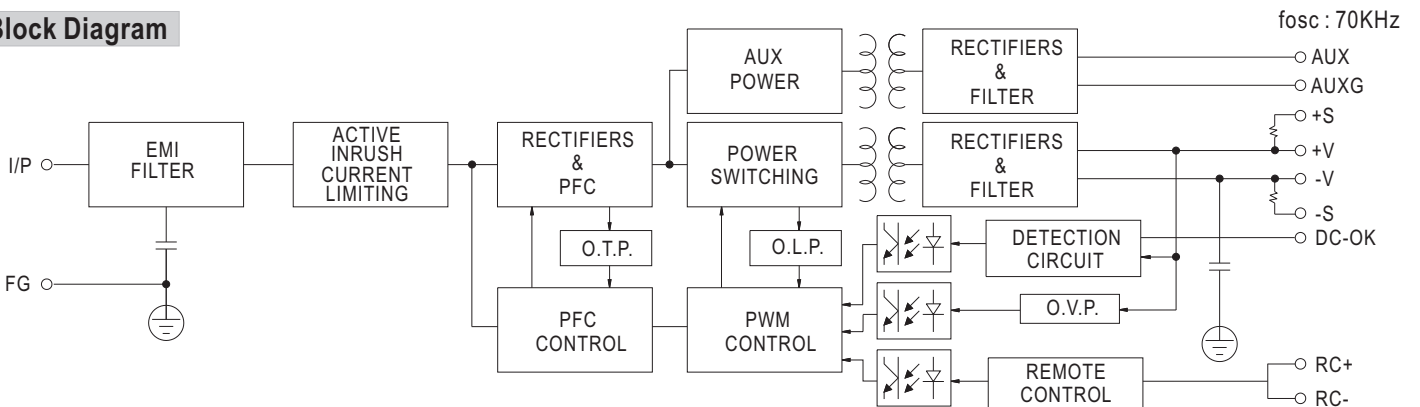 Block Diagram
fosc : 70KHz
AUX
POWER
RECTIFIERS
&
FILTER
AUX
AUXG
I/P
EMI
FILTER
ACTIVE
INRUSH
CURRENT
LIMITING
RECTIFIERS
&
PFC
POWER
SWITCHING
RECTIFIERS
&
FILTER
+S
+V
-V
-S
O.T.P.
O.L.P.
DETECTION
CIRCUIT
DC-OK
FG
PFC
CONTROL
PWM
CONTROL
O.V.P.
REMOTE
CONTROL
RC+
RC-